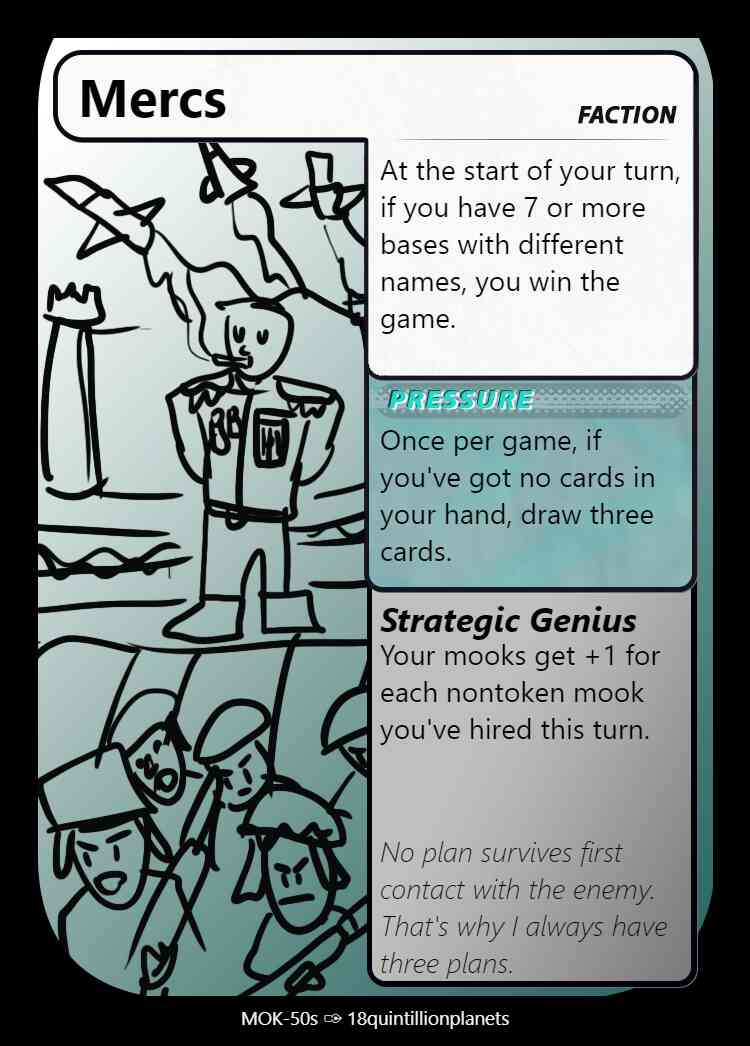 Mercs
FACTION
At the start of your turn,
if you have 7 or more
bases with different
names, you win the
game.
PRESSURE
Once per game, if
you've got no cards in
your hand, draw three
cards.
Strategic Genius
Your mooks get +1 for
each nontoken mook
you've hired this turn.
No plan survives first
contact with the enemy.
That's why I always have
three plans.
MOK-50s ➩ 18quintillionplanets